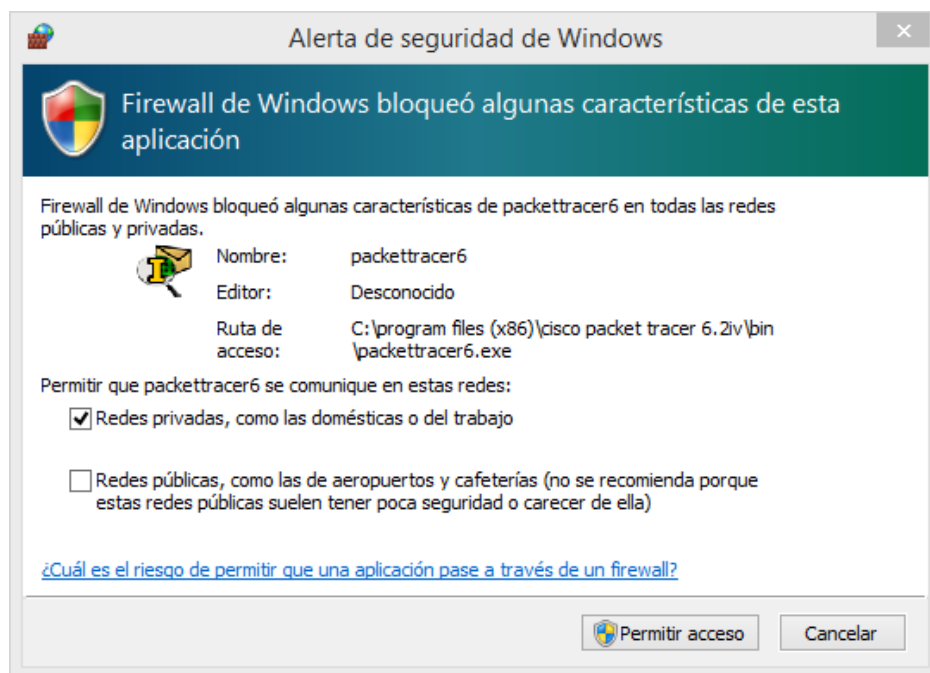 Alerta de seguridad de Windows
Firewall de Windows bloqueó algunas características de esta
aplicación
Firewall de Windows bloqueó algunas características de packettracer6 en todas las redes
públicas y privadas.
Nombre: packettracer6
Editor: Desconocido
Ruta de acceso: C:\program files (x86)\cisco packet tracer 6.2iv\bin
\packettracer6.exe
Permitir que packettracer6 se comunique en estas redes:
Redes privadas, como las domésticas o del trabajo
Redes públicas, como las de aeropuertos y cafeterías (no se recomienda porque
estas redes públicas suelen tener poca seguridad o carecer de ella)
¿Cuál es el riesgo de permitir que una aplicación pase a través de un firewall?
Permitir acceso Cancelar